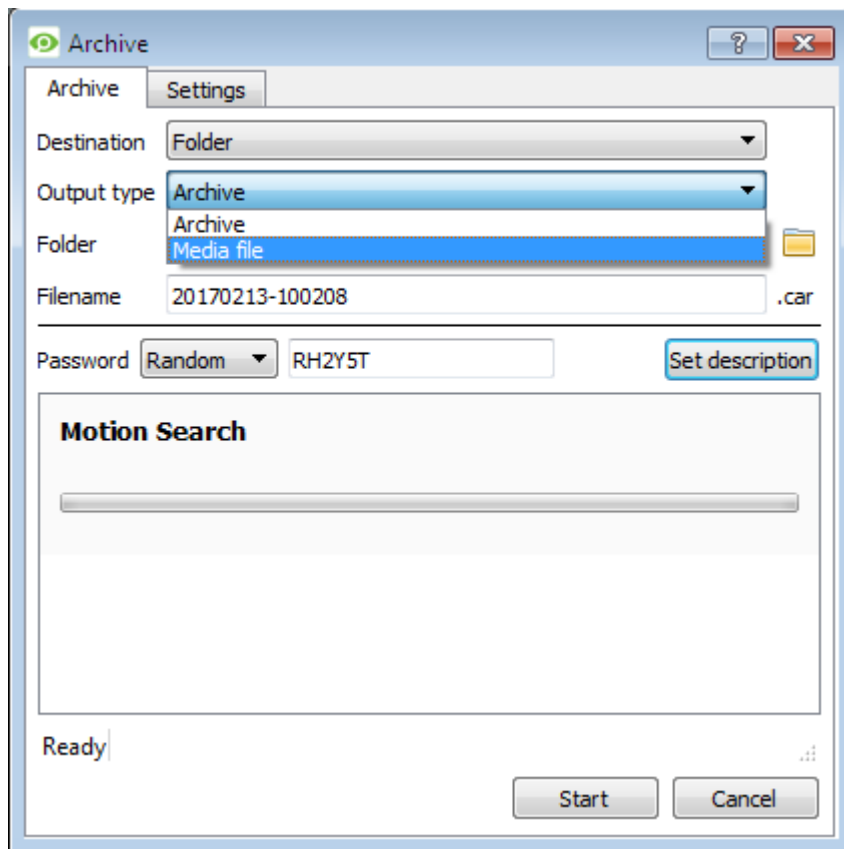 Archive
Archive Settings
Destination Folder
Output type Archive
Archive
Folder Media file
Filename 20170213-100208 .car
Password Random RH2Y5T Set description
Motion Search
Ready
Start Cancel